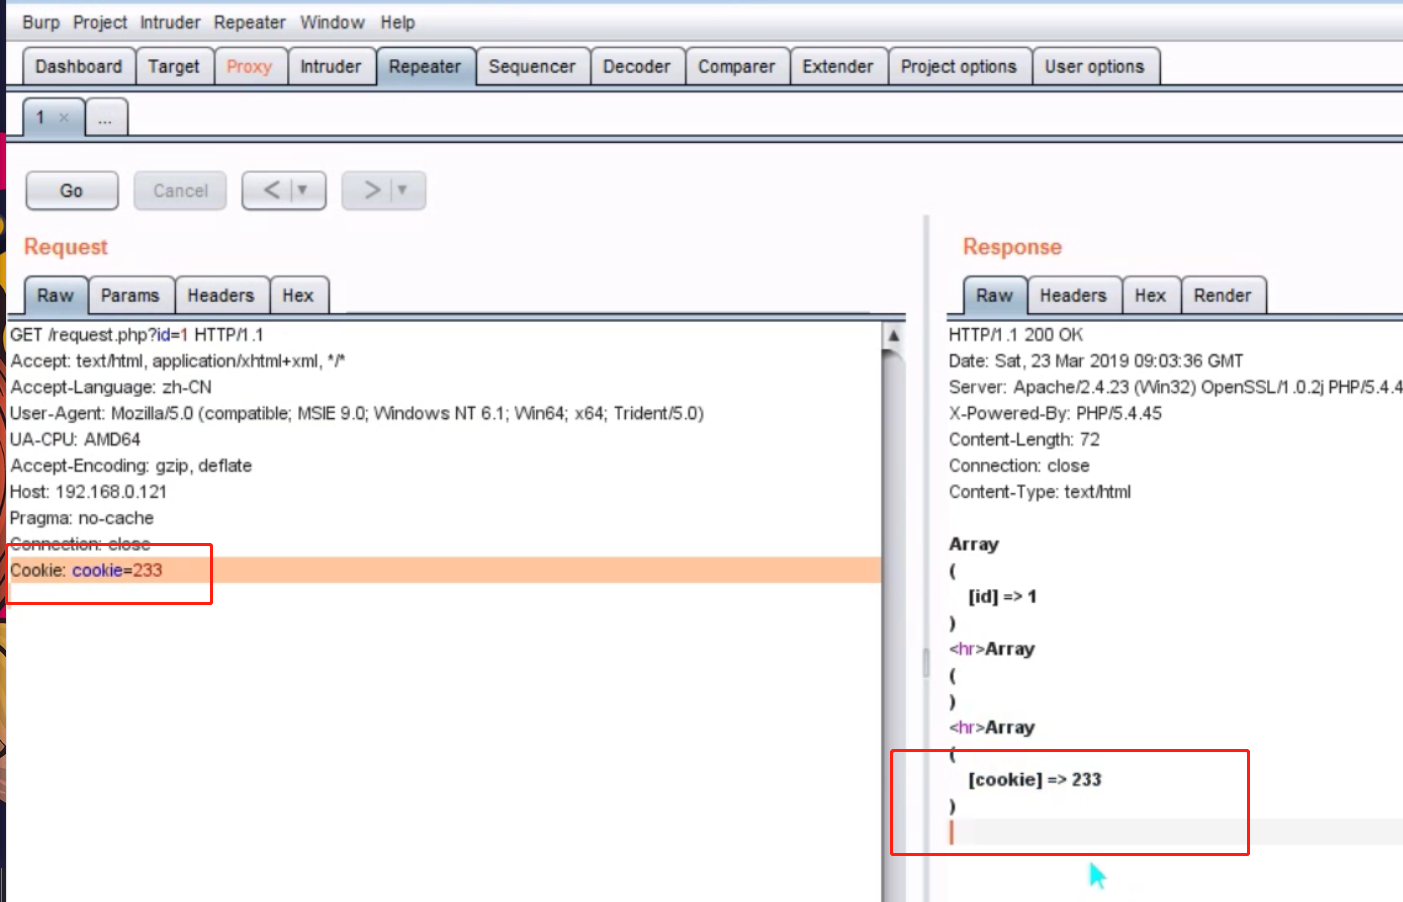 Burp Project Intruder Repeater Window Help
Dashboard Target Proxy Intruder Repeater Sequencer Decoder Comparer Extender Project options User options
1 × ...
Go Cancel < ▼ > ▼
Request
Raw Params Headers Hex
GET /request.php?id=1 HTTP/1.1
Accept: text/html, application/xhtml+xml, */*
Accept-Language: zh-CN
User-Agent: Mozilla/5.0 (compatible; MSIE 9.0; Windows NT 6.1; Win64; x64; Trident/5.0)
UA-CPU: AMD64
Accept-Encoding: gzip, deflate
Host: 192.168.0.121
Pragma: no-cache
Connection: close
Cookie: cookie=233
Response
Raw Headers Hex Render
HTTP/1.1 200 OK
Date: Sat, 23 Mar 2019 09:03:36 GMT
Server: Apache/2.4.23 (Win32) OpenSSL/1.0.2j PHP/5.4.4
X-Powered-By: PHP/5.4.45
Content-Length: 72
Connection: close
Content-Type: text/html
Array
(
[id] => 1
)
<hr>Array
(
)
<hr>Array
(
[cookie] => 233
)